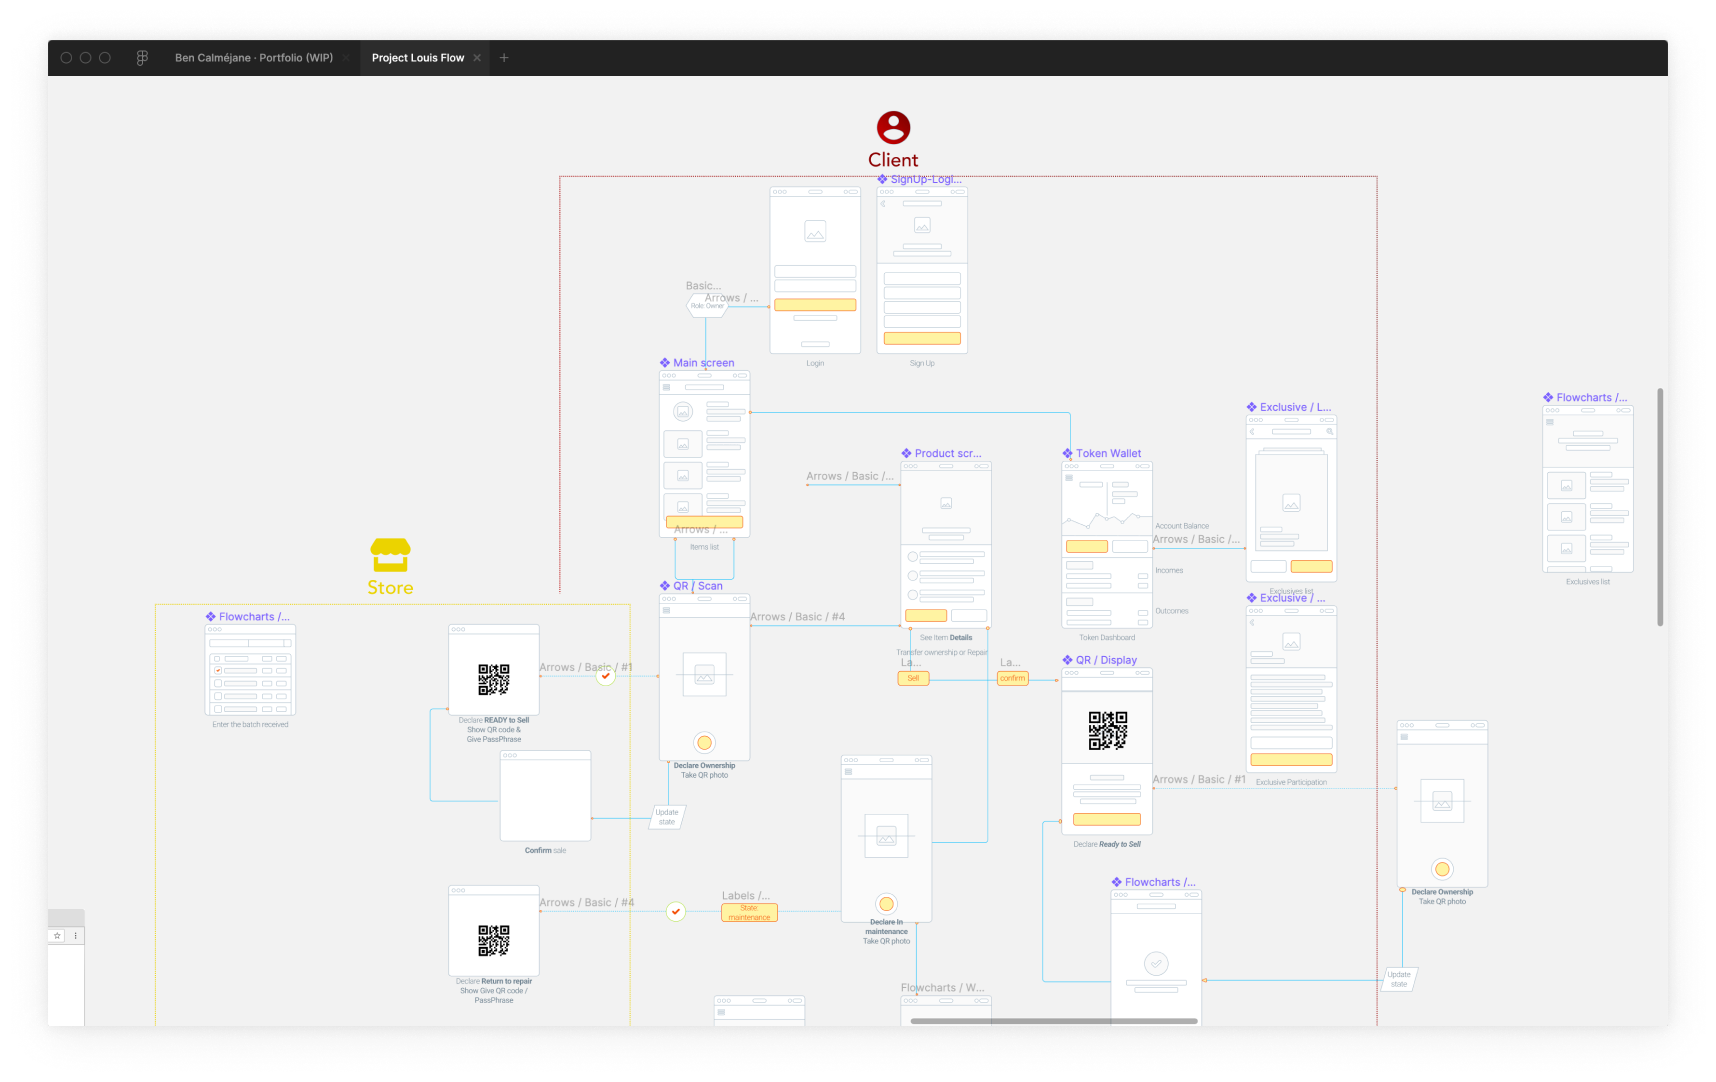 Ben Calméjane · Portfolio (WIP)
Project Louis Flow
Client
SignUp-Logi...
Basic...
Arrows / ...
Role: Owner
Login
Sign Up
Main screen
Flowcharts /...
Exclusive / L...
Product scr...
Token Wallet
Arrows / Basic /...
Account Balance
Arrows / ...
Arrows / Basic /...
Items list
Incomes
Store
QR / Scan
Exclusives list
Exclusives list
Exclusive / ...
Flowcharts /...
Arrows / Basic / #4
Outcomes
See item Details
Token Dashboard
Transfer ownership or Repair
La...
La...
QR / Display
Arrows / Basic / #1
Sell
confirm
Enter the batch received
Declare READY to Sell
Show QR code &
Give PassPhrase
Declare Ownership
Take QR photo
Arrows / Basic / #1
Exclusive Participation
Update
state
Confirm sale
Declare Ready to Sell
Flowcharts /...
Declare Ownership
Take QR photo
Arrows / Basic / #4
Labels /...
State:
maintenance
Declare In
maintenance
Take QR photo
Declare Return to repair
Show Give QR code /
PassPhrase
Update
state
Flowcharts / W...